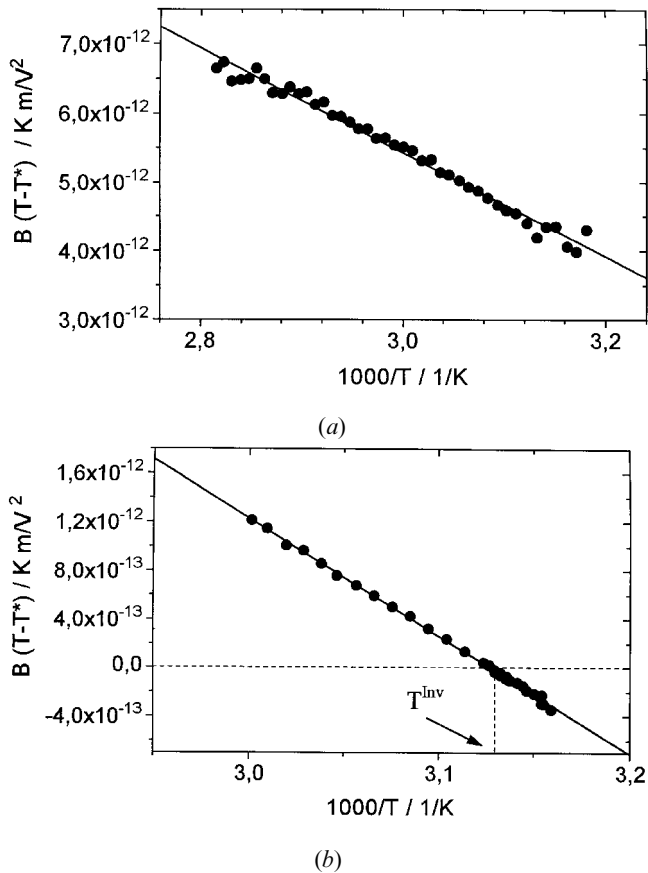 7,0x10⁻¹²
6,0x10⁻¹²
5,0x10⁻¹²
4,0x10⁻¹²
3,0x10⁻¹²
B (T-T*) / K m/V²
2,8 3,0 3,2
1000/T / 1/K
(a)
1,6x10⁻¹²
1,2x10⁻¹²
8,0x10⁻¹³
4,0x10⁻¹³
0,0
-4,0x10⁻¹³
B (T-T*) / K m/V²
T^Inv
3,0 3,1 3,2
1000/T / 1/K
(b)